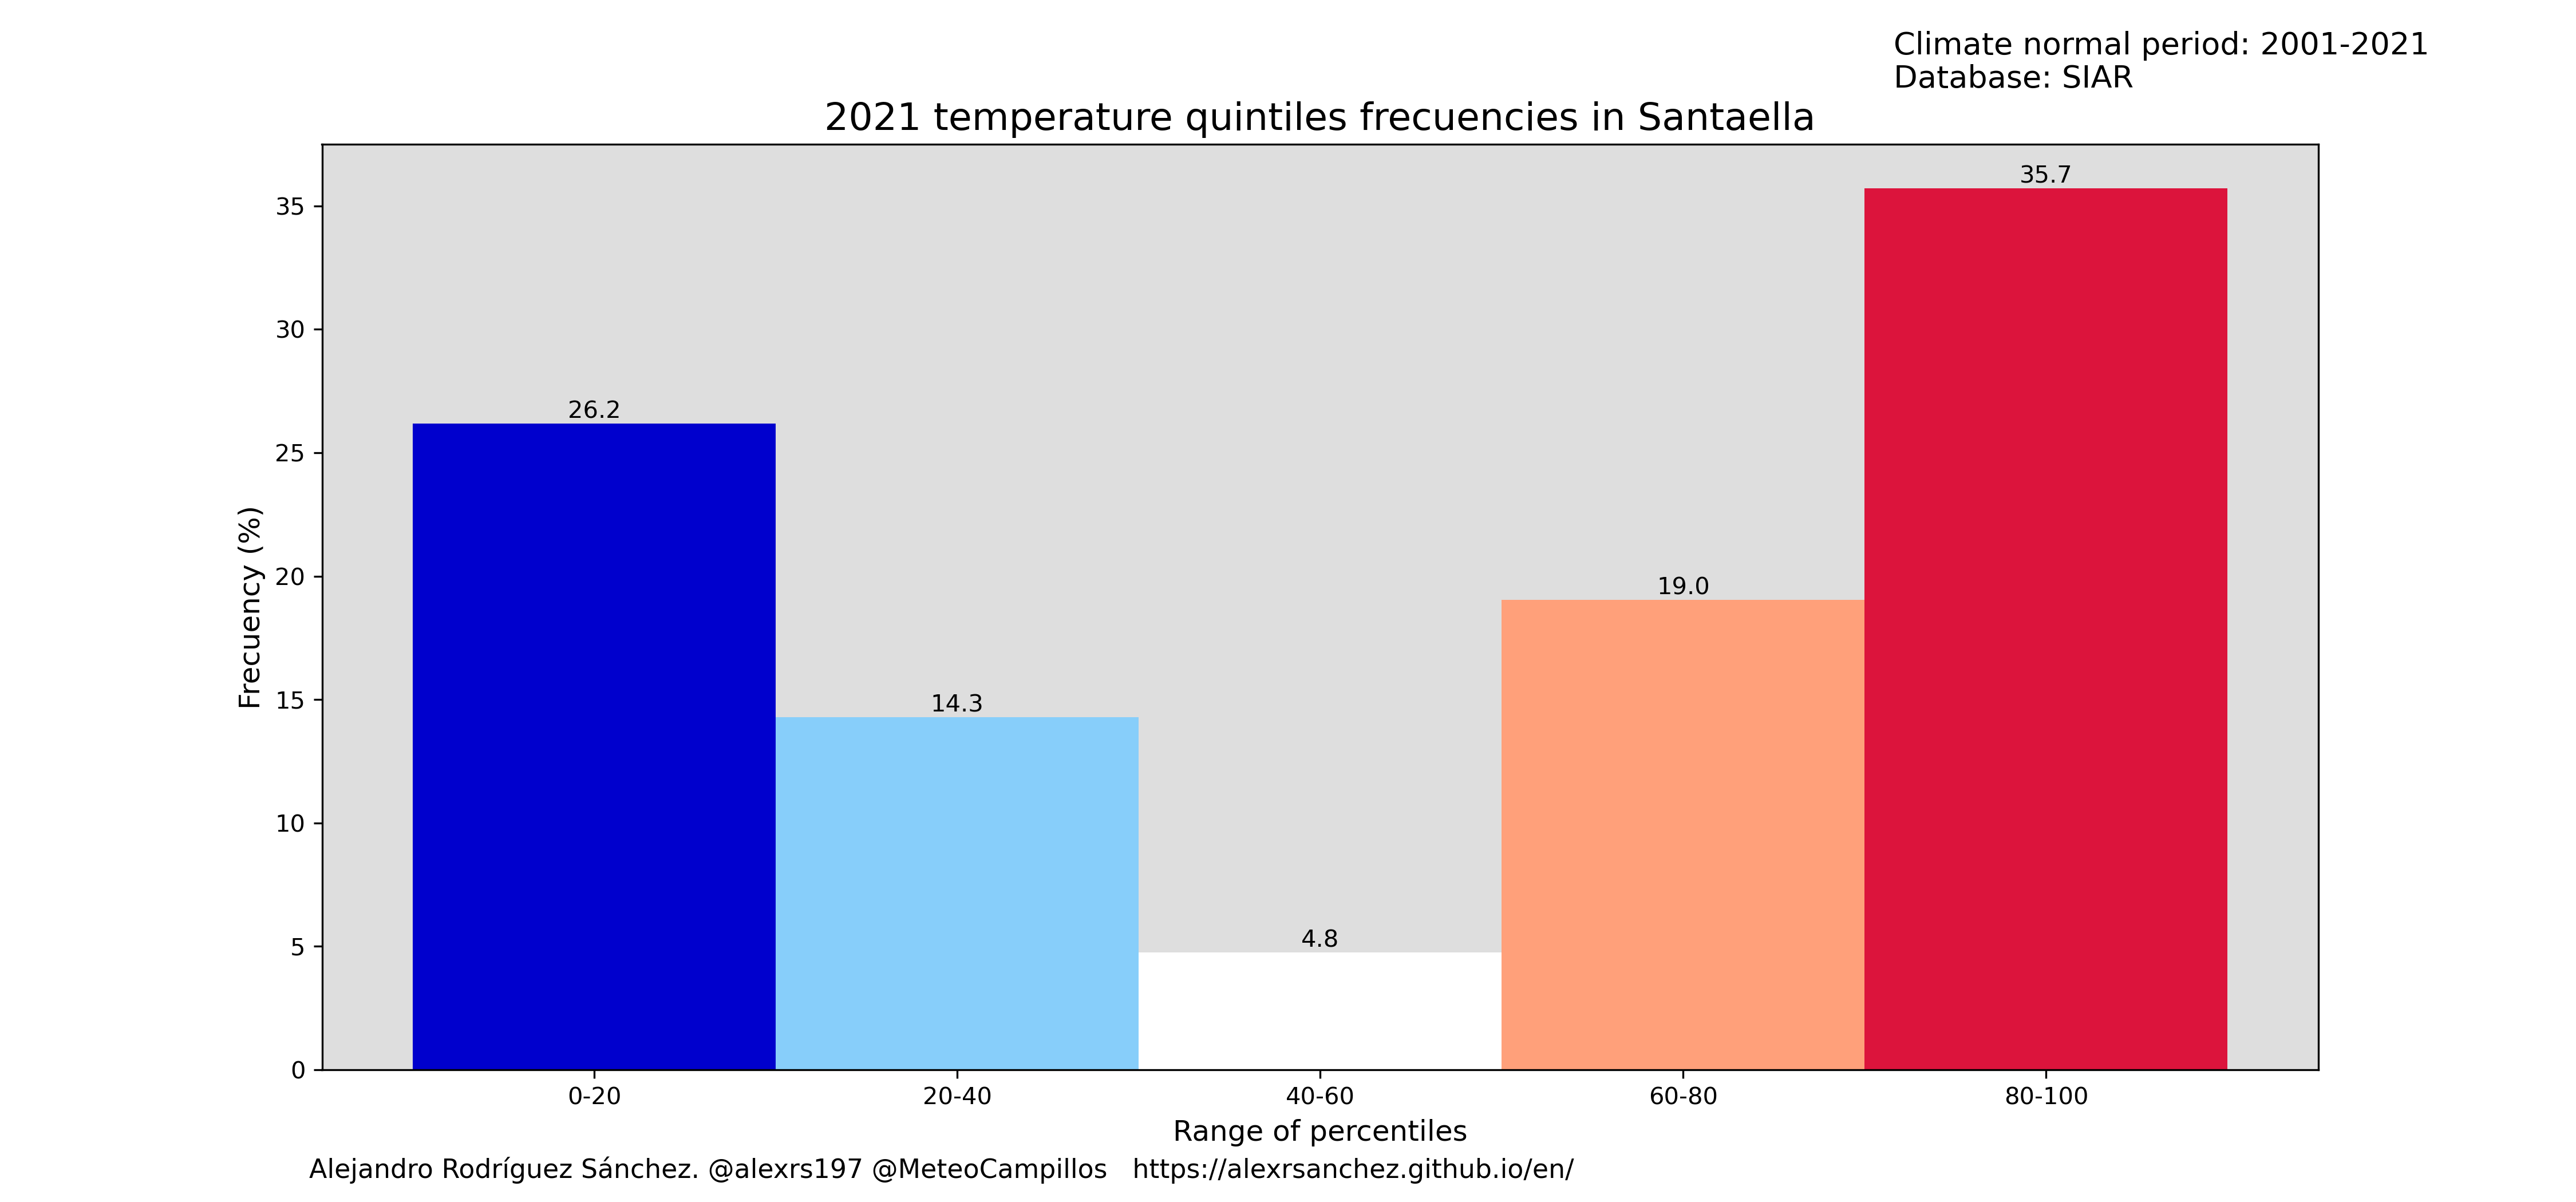 Climate normal period: 2001-2021
Database: SIAR
2021 temperature quintiles frecuencies in Santaella
35.7
35
30
26.2
25
Frecuency (%)
20
19.0
15
14.3
10
5
4.8
0
0-20 20-40 40-60 60-80 80-100
Range of percentiles
Alejandro Rodríguez Sánchez. @alexrs197 @MeteoCampillos https://alexrsanchez.github.io/en/